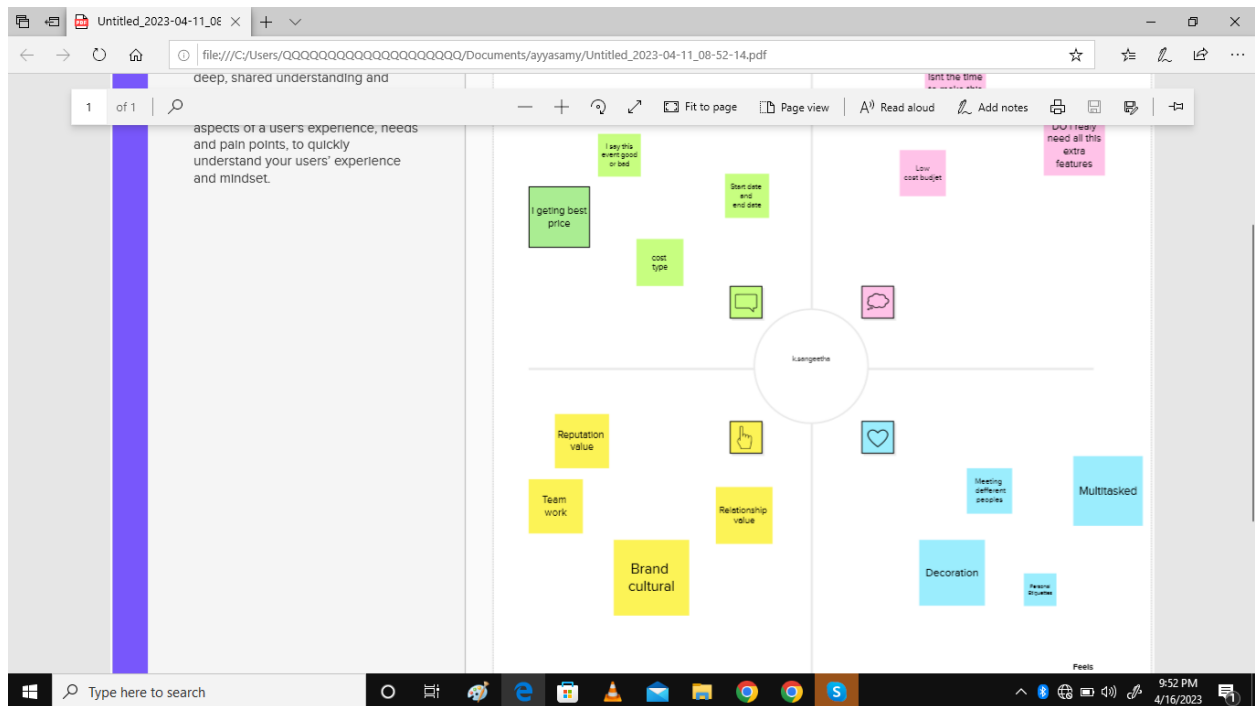 Untitled_2023-04-11_08
file:///C:/Users/QQQQQQQQQQQQQQQQQQQQ/Documents/ayyasamy/Untitled_2023-04-11_08-52-14.pdf
deep, shared understanding and
1 of 1
Fit to page
Page view
Read aloud
Add notes
aspects of a user's experience, needs
and pain points, to quickly
understand your users' experience
and mindset.
I say this
event good
or bad
I geting best
price
Start date
and
end date
cost
type
Isnt the time
DO I realy
need all this
extra
features
Low
cost budjet
k.sangeetha
Reputation
value
Team
work
Relationship
value
Brand
cultural
Meeting
defferent
peoples
Multitasked
Decoration
Personal
Etiquettes
Feels
Type here to search
9:52 PM
4/16/2023